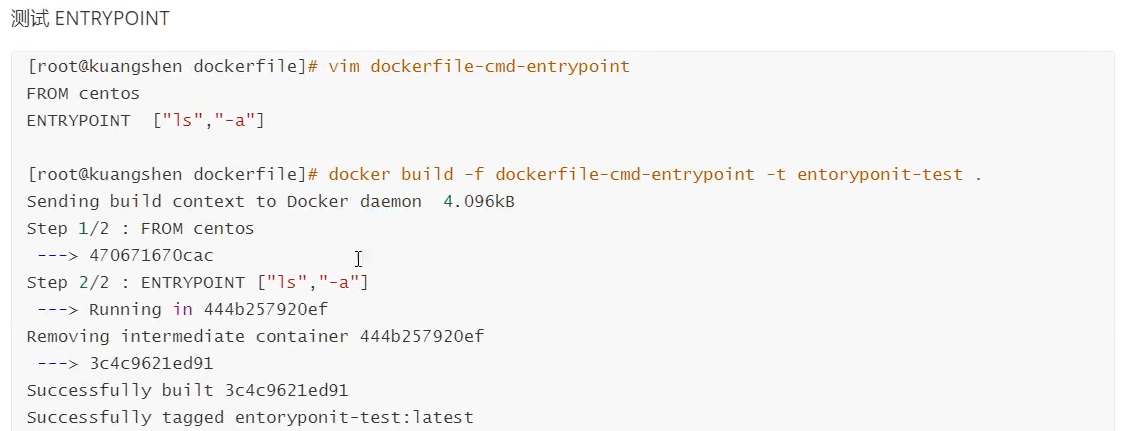 测试 ENTRYPOINT
[root@kuangshen dockerfile]# vim dockerfile-cmd-entrypoint
FROM centos
ENTRYPOINT  ["ls","-a"]
[root@kuangshen dockerfile]# docker build -f dockerfile-cmd-entrypoint -t entoryponit-test .
Sending build context to Docker daemon  4.096kB
Step 1/2 : FROM centos
 ---> 470671670cac
Step 2/2 : ENTRYPOINT ["ls","-a"]
 ---> Running in 444b257920ef
Removing intermediate container 444b257920ef
 ---> 3c4c9621ed91
Successfully built 3c4c9621ed91
Successfully tagged entoryponit-test:latest